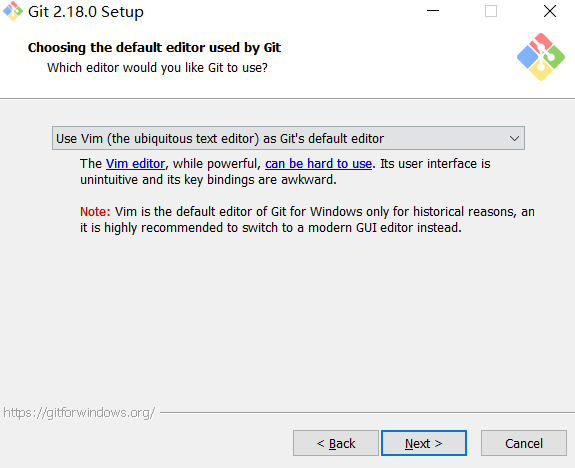 Git 2.18.0 Setup
Choosing the default editor used by Git
Which editor would you like Git to use?
Use Vim (the ubiquitous text editor) as Git's default editor
The Vim editor, while powerful, can be hard to use. Its user interface is
unintuitive and its key bindings are awkward.
Note: Vim is the default editor of Git for Windows only for historical reasons, an
it is highly recommended to switch to a modern GUI editor instead.
https://gitforwindows.org/
< Back
Next >
Cancel